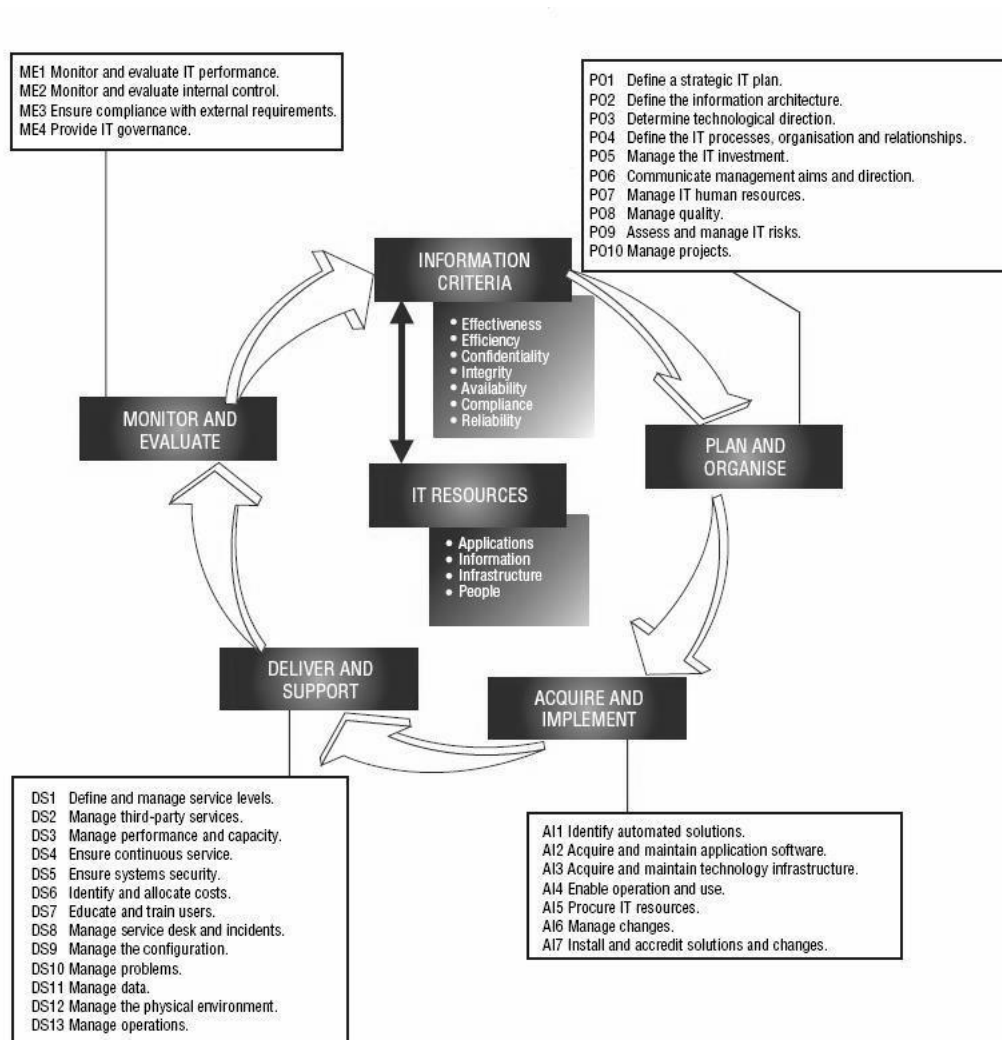 ME1 Monitor and evaluate IT performance.
ME2 Monitor and evaluate internal control.
ME3 Ensure compliance with external requirements.
ME4 Provide IT governance.
PO1 Define a strategic IT plan.
PO2 Define the information architecture.
PO3 Determine technological direction.
PO4 Define the IT processes, organisation and relationships.
PO5 Manage the IT investment.
PO6 Communicate management aims and direction.
PO7 Manage IT human resources.
PO8 Manage quality.
PO9 Assess and manage IT risks.
PO10 Manage projects.
INFORMATION
CRITERIA
• Effectiveness
• Efficiency
• Confidentiality
• Integrity
• Availability
• Compliance
• Reliability
MONITOR AND
EVALUATE
PLAN AND
ORGANISE
IT RESOURCES
• Applications
• Information
• Infrastructure
• People
DELIVER AND
SUPPORT
ACQUIRE AND
IMPLEMENT
DS1 Define and manage service levels.
DS2 Manage third-party services.
DS3 Manage performance and capacity.
DS4 Ensure continuous service.
DS5 Ensure systems security.
DS6 Identify and allocate costs.
DS7 Educate and train users.
DS8 Manage service desk and incidents.
DS9 Manage the configuration.
DS10 Manage problems.
DS11 Manage data.
DS12 Manage the physical environment.
DS13 Manage operations.
AI1 Identify automated solutions.
AI2 Acquire and maintain application software.
AI3 Acquire and maintain technology infrastructure.
AI4 Enable operation and use.
AI5 Procure IT resources.
AI6 Manage changes.
AI7 Install and accredit solutions and changes.